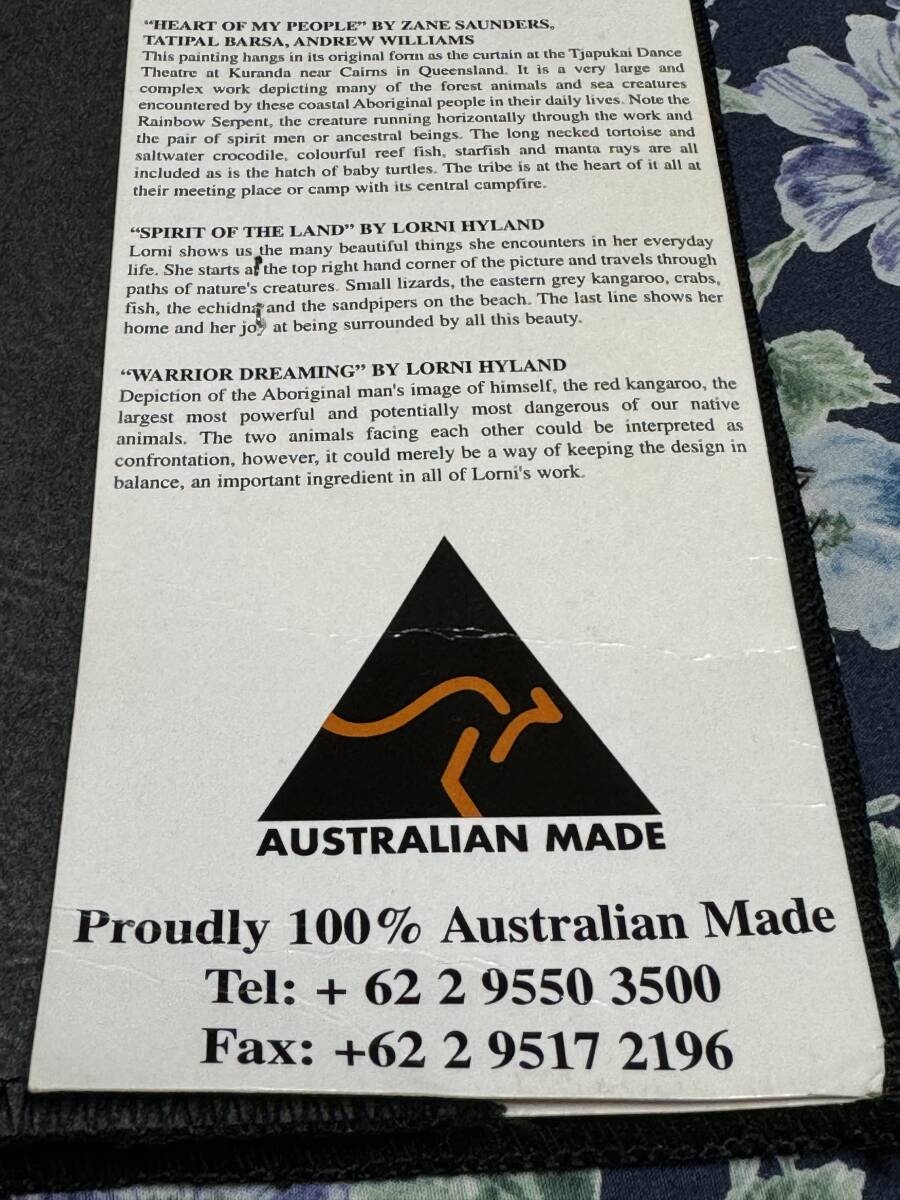 “HEART OF MY PEOPLE” BY ZANE SAUNDERS,
TATIPAL BARSA, ANDREW WILLIAMS
This painting hangs in its original form as the curtain at the Tjapukai Dance
Theatre at Kuranda near Cairns in Queensland. It is a very large and
complex work depicting many of the forest animals and sea creatures
encountered by these coastal Aboriginal people in their daily lives. Note the
Rainbow Serpent, the creature running horizontally through the work and
the pair of spirit men or ancestral beings. The long necked tortoise and
saltwater crocodile, colourful reef fish, starfish and manta rays are all
included as is the hatch of baby turtles. The tribe is at the heart of it all at
their meeting place or camp with its central campfire.
“SPIRIT OF THE LAND” BY LORNI HYLAND
Lorni shows us the many beautiful things she encounters in her everyday
life. She starts at the top right hand corner of the picture and travels through
paths of nature's creatures. Small lizards, the eastern grey kangaroo, crabs,
fish, the echidna and the sandpipers on the beach. The last line shows her
home and her joy at being surrounded by all this beauty.
“WARRIOR DREAMING” BY LORNI HYLAND
Depiction of the Aboriginal man's image of himself, the red kangaroo, the
largest most powerful and potentially most dangerous of our native
animals. The two animals facing each other could be interpreted as
confrontation, however, it could merely be a way of keeping the design in
balance, an important ingredient in all of Lorni's work.
AUSTRALIAN MADE
Proudly 100% Australian Made
Tel: + 62 2 9550 3500
Fax: +62 2 9517 2196